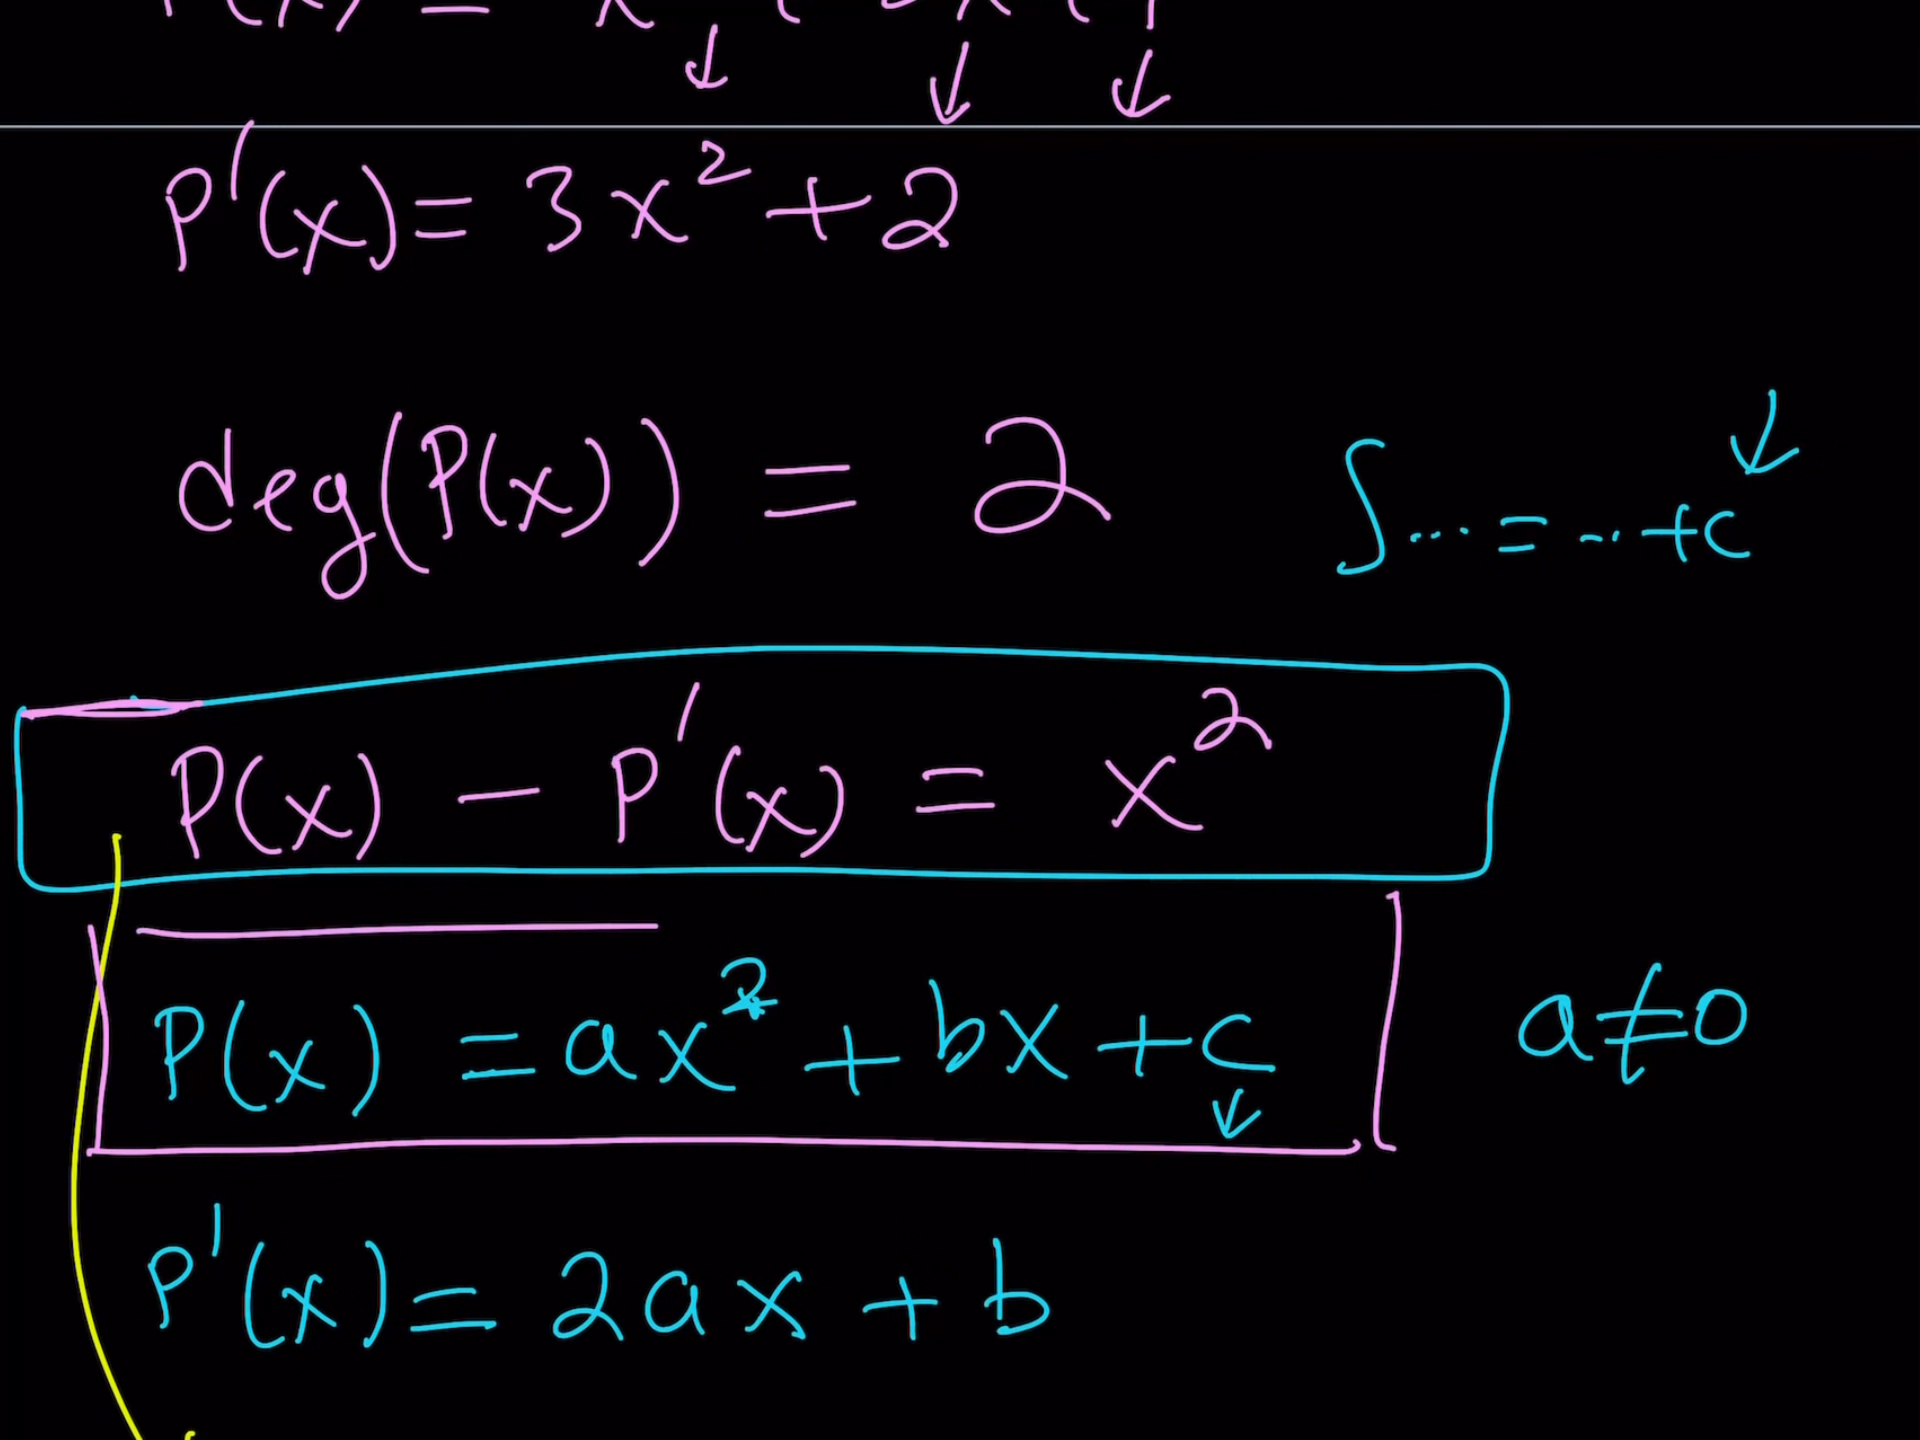 P'(x) = 3x² + 2
deg(P(x)) = 2
∫... = ... + c
P(x) − P'(x) = x²
P(x) = ax² + bx + c
a ≠ 0
P'(x) = 2ax + b